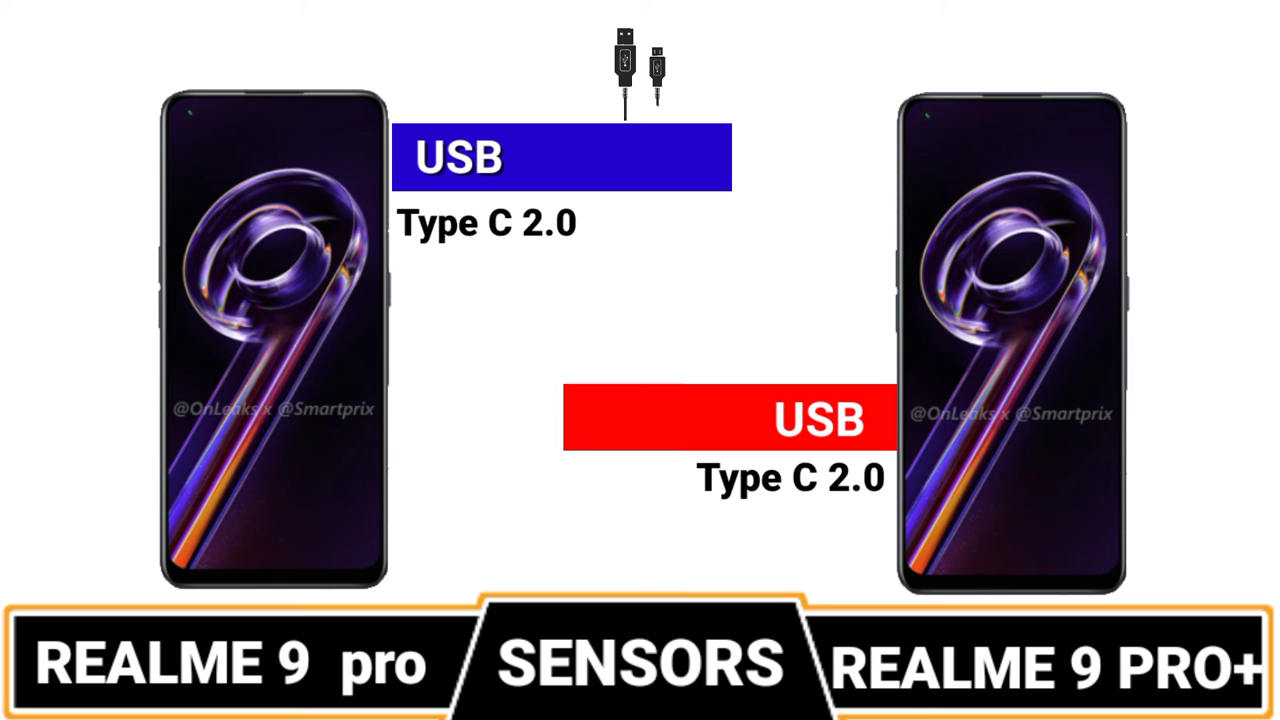 USB
Type C 2.0
@OnLeaks x @Smartprix
@OnLeaks x @Smartprix
USB
Type C 2.0
REALME 9 pro
SENSORS
REALME 9 PRO+